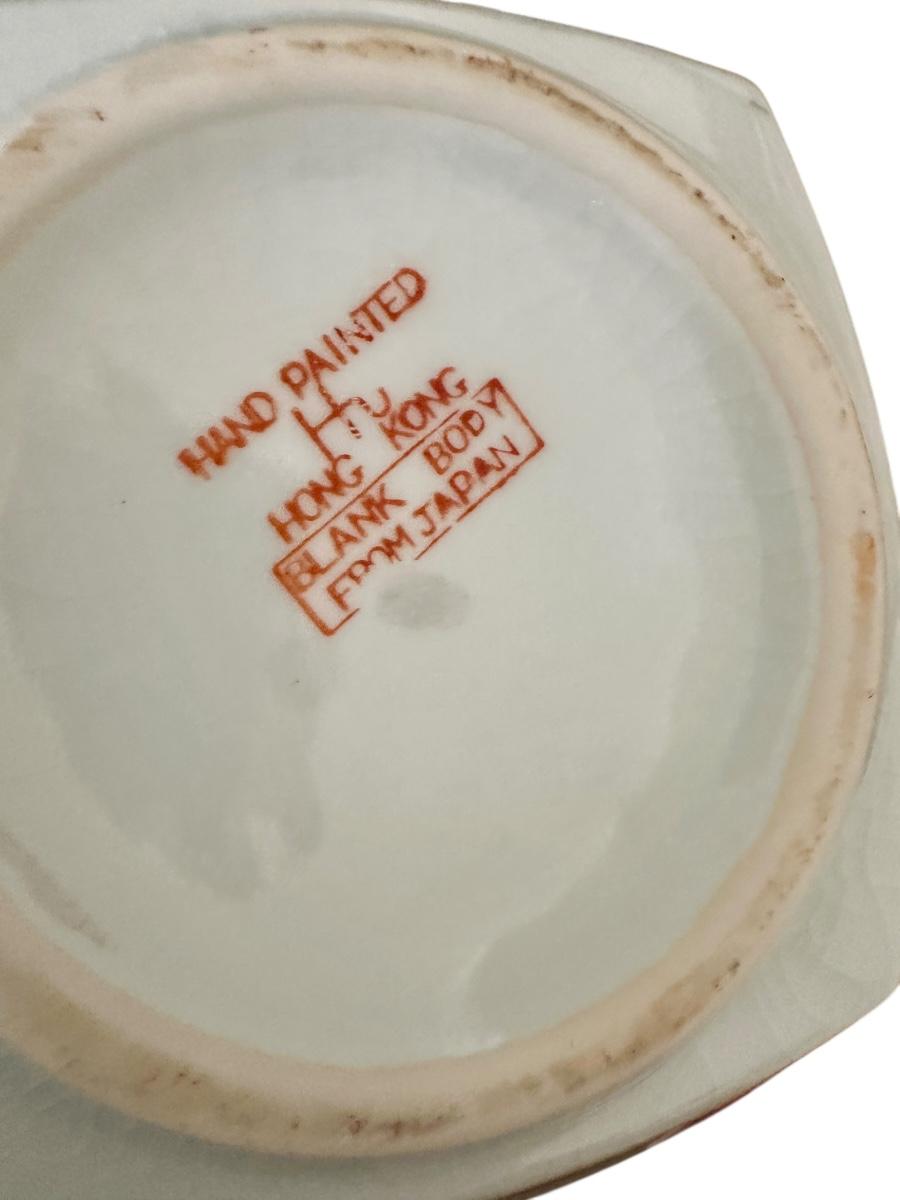 HAND PAINTED
HONG KONG
BLANK BODY
FROM JAPAN